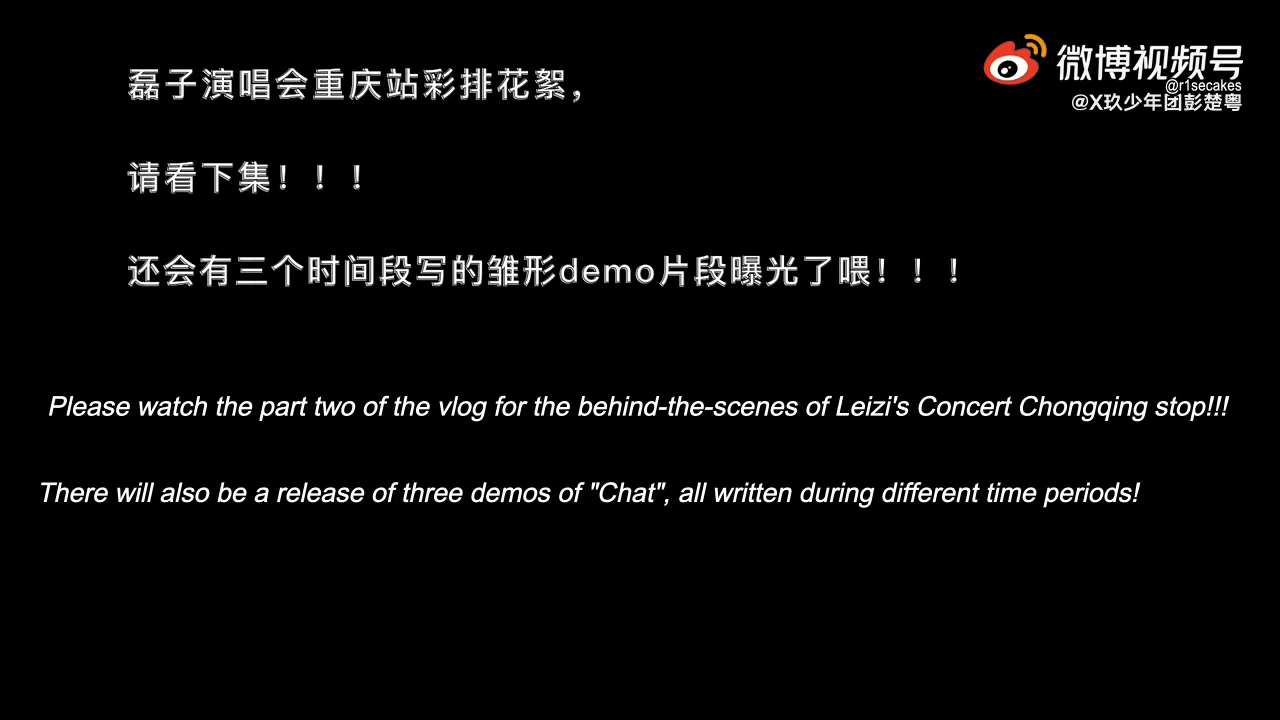 微博视频号
@r1secakes
@X玖少年团彭楚粤
磊子演唱会重庆站彩排花絮，
请看下集！！！
还会有三个时间段写的雏形demo片段曝光了喂！！！
Please watch the part two of the vlog for the behind-the-scenes of Leizi's Concert Chongqing stop!!!
There will also be a release of three demos of "Chat", all written during different time periods!